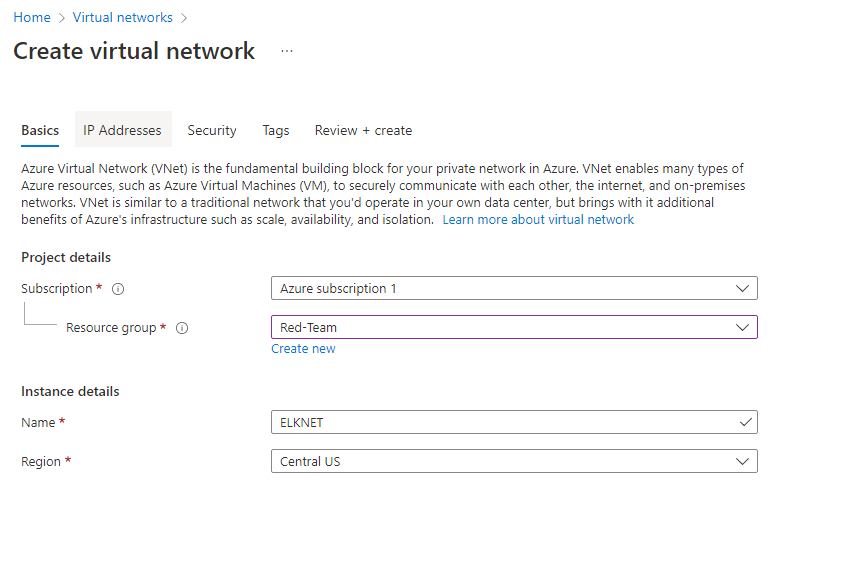 Home > Virtual networks >
Create virtual network ...
Basics IP Addresses Security Tags Review + create
Azure Virtual Network (VNet) is the fundamental building block for your private network in Azure. VNet enables many types of
Azure resources, such as Azure Virtual Machines (VM), to securely communicate with each other, the internet, and on-premises
networks. VNet is similar to a traditional network that you'd operate in your own data center, but brings with it additional
benefits of Azure's infrastructure such as scale, availability, and isolation. Learn more about virtual network
Project details
Subscription * Azure subscription 1
Resource group * Red-Team
Create new
Instance details
Name * ELKNET
Region * Central US